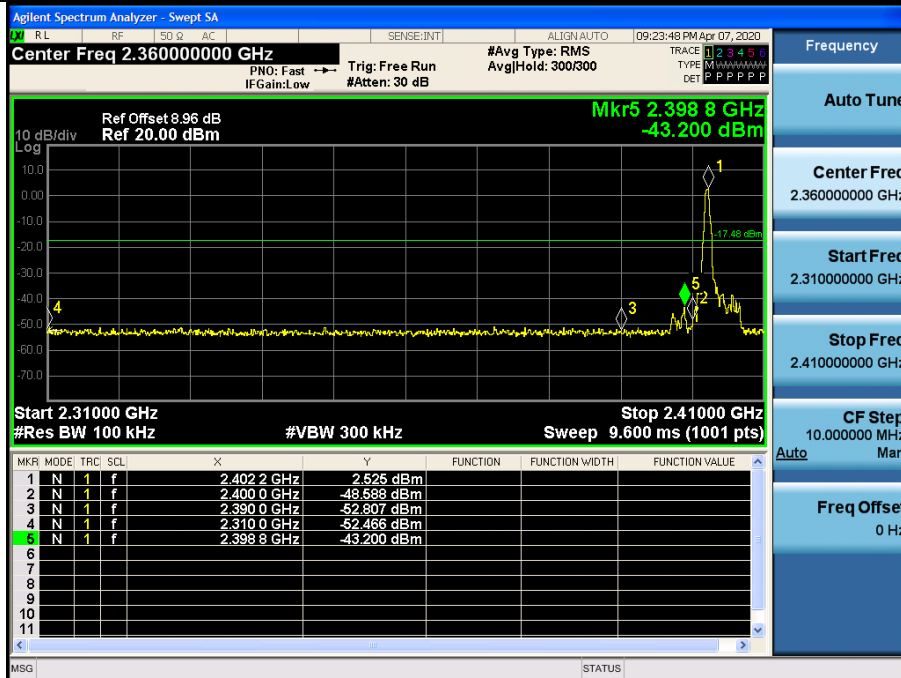 Agilent Spectrum Analyzer - Swept SA
LXI RL RF 50 Ω AC SENSE:INT ALIGN AUTO 09:23:48 PM Apr 07, 2020
Center Freq 2.360000000 GHz
PNO: Fast
IFGain:Low
Trig: Free Run
#Atten: 30 dB
#Avg Type: RMS
Avg|Hold: 300/300
TRACE 1 2 3 4 5 6
TYPE M W W W W W
DET P P P P P P
Mkr5 2.398 8 GHz
-43.200 dBm
Ref Offset 8.96 dB
10 dB/div Ref 20.00 dBm
Log
10.0
0.00
-10.0
-20.0
-30.0
-40.0
-50.0
-60.0
-70.0
1
-17.48 dBm
5
2
3
4
Start 2.31000 GHz Stop 2.41000 GHz
#Res BW 100 kHz #VBW 300 kHz Sweep 9.600 ms (1001 pts)
MKR MODE TRC SCL X Y FUNCTION FUNCTION WIDTH FUNCTION VALUE
1 N 1 f 2.402 2 GHz 2.525 dBm
2 N 1 f 2.400 0 GHz -48.588 dBm
3 N 1 f 2.390 0 GHz -52.807 dBm
4 N 1 f 2.310 0 GHz -52.466 dBm
5 N 1 f 2.398 8 GHz -43.200 dBm
6
7
8
9
10
11
MSG STATUS
Frequency
Auto Tune
Center Freq
2.360000000 GHz
Start Freq
2.310000000 GHz
Stop Freq
2.410000000 GHz
CF Step
10.000000 MHz
Auto Man
Freq Offset
0 Hz